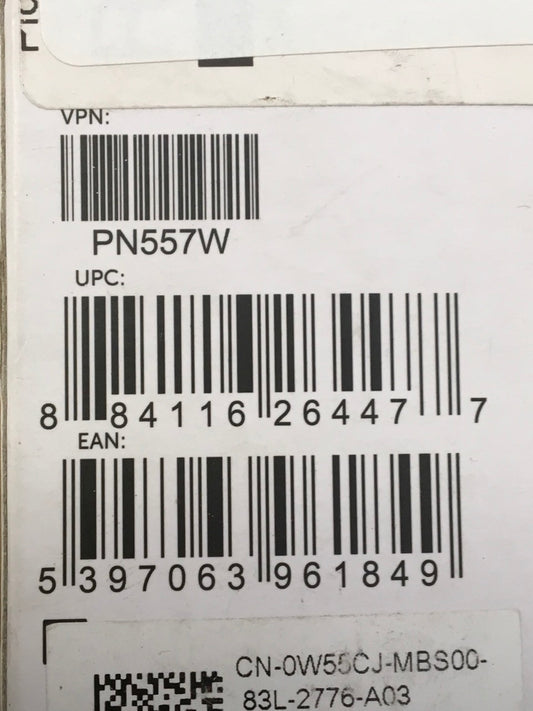 VPN:
PN557W
UPC:
8 84116 26447 7
EAN:
5 397063 961849
CN-0W55CJ-MBS00-
83L-2776-A03